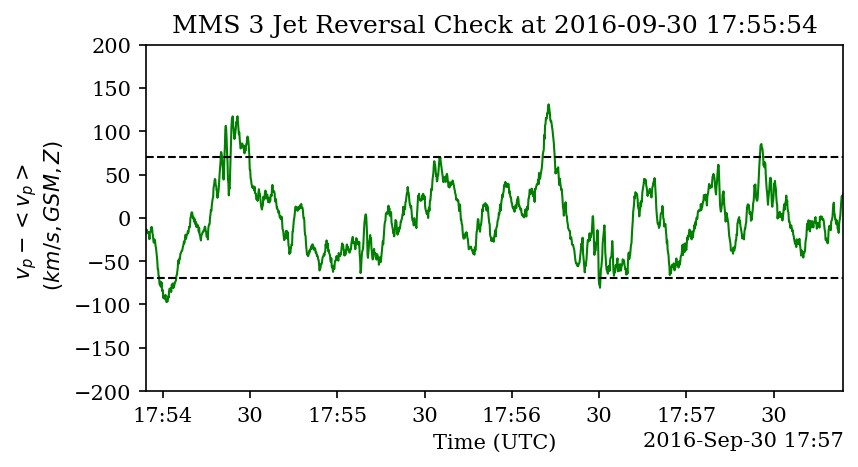 MMS 3 Jet Reversal Check at 2016-09-30 17:55:54
200
150
100
50
0
−50
−100
−150
−200
v_p − < v_p >
(km/s, GSM, Z)
17:54 30 17:55 30 17:56 30 17:57 30
Time (UTC) 2016-Sep-30 17:57